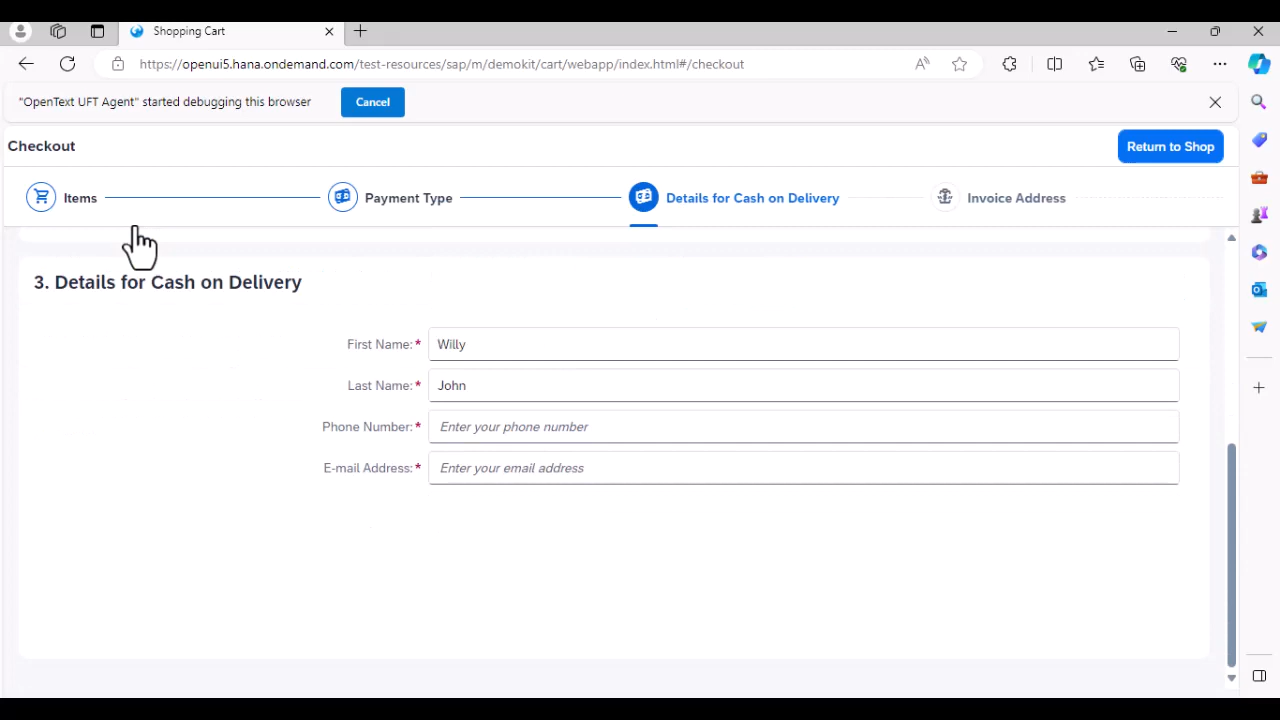 Shopping Cart
https://openui5.hana.ondemand.com/test-resources/sap/m/demokit/cart/webapp/index.html#/checkout
"OpenText UFT Agent" started debugging this browser
Cancel
Checkout
Return to Shop
Items
Payment Type
Details for Cash on Delivery
Invoice Address
3. Details for Cash on Delivery
First Name:* Willy
Last Name:* John
Phone Number:* Enter your phone number
E-mail Address:* Enter your email address